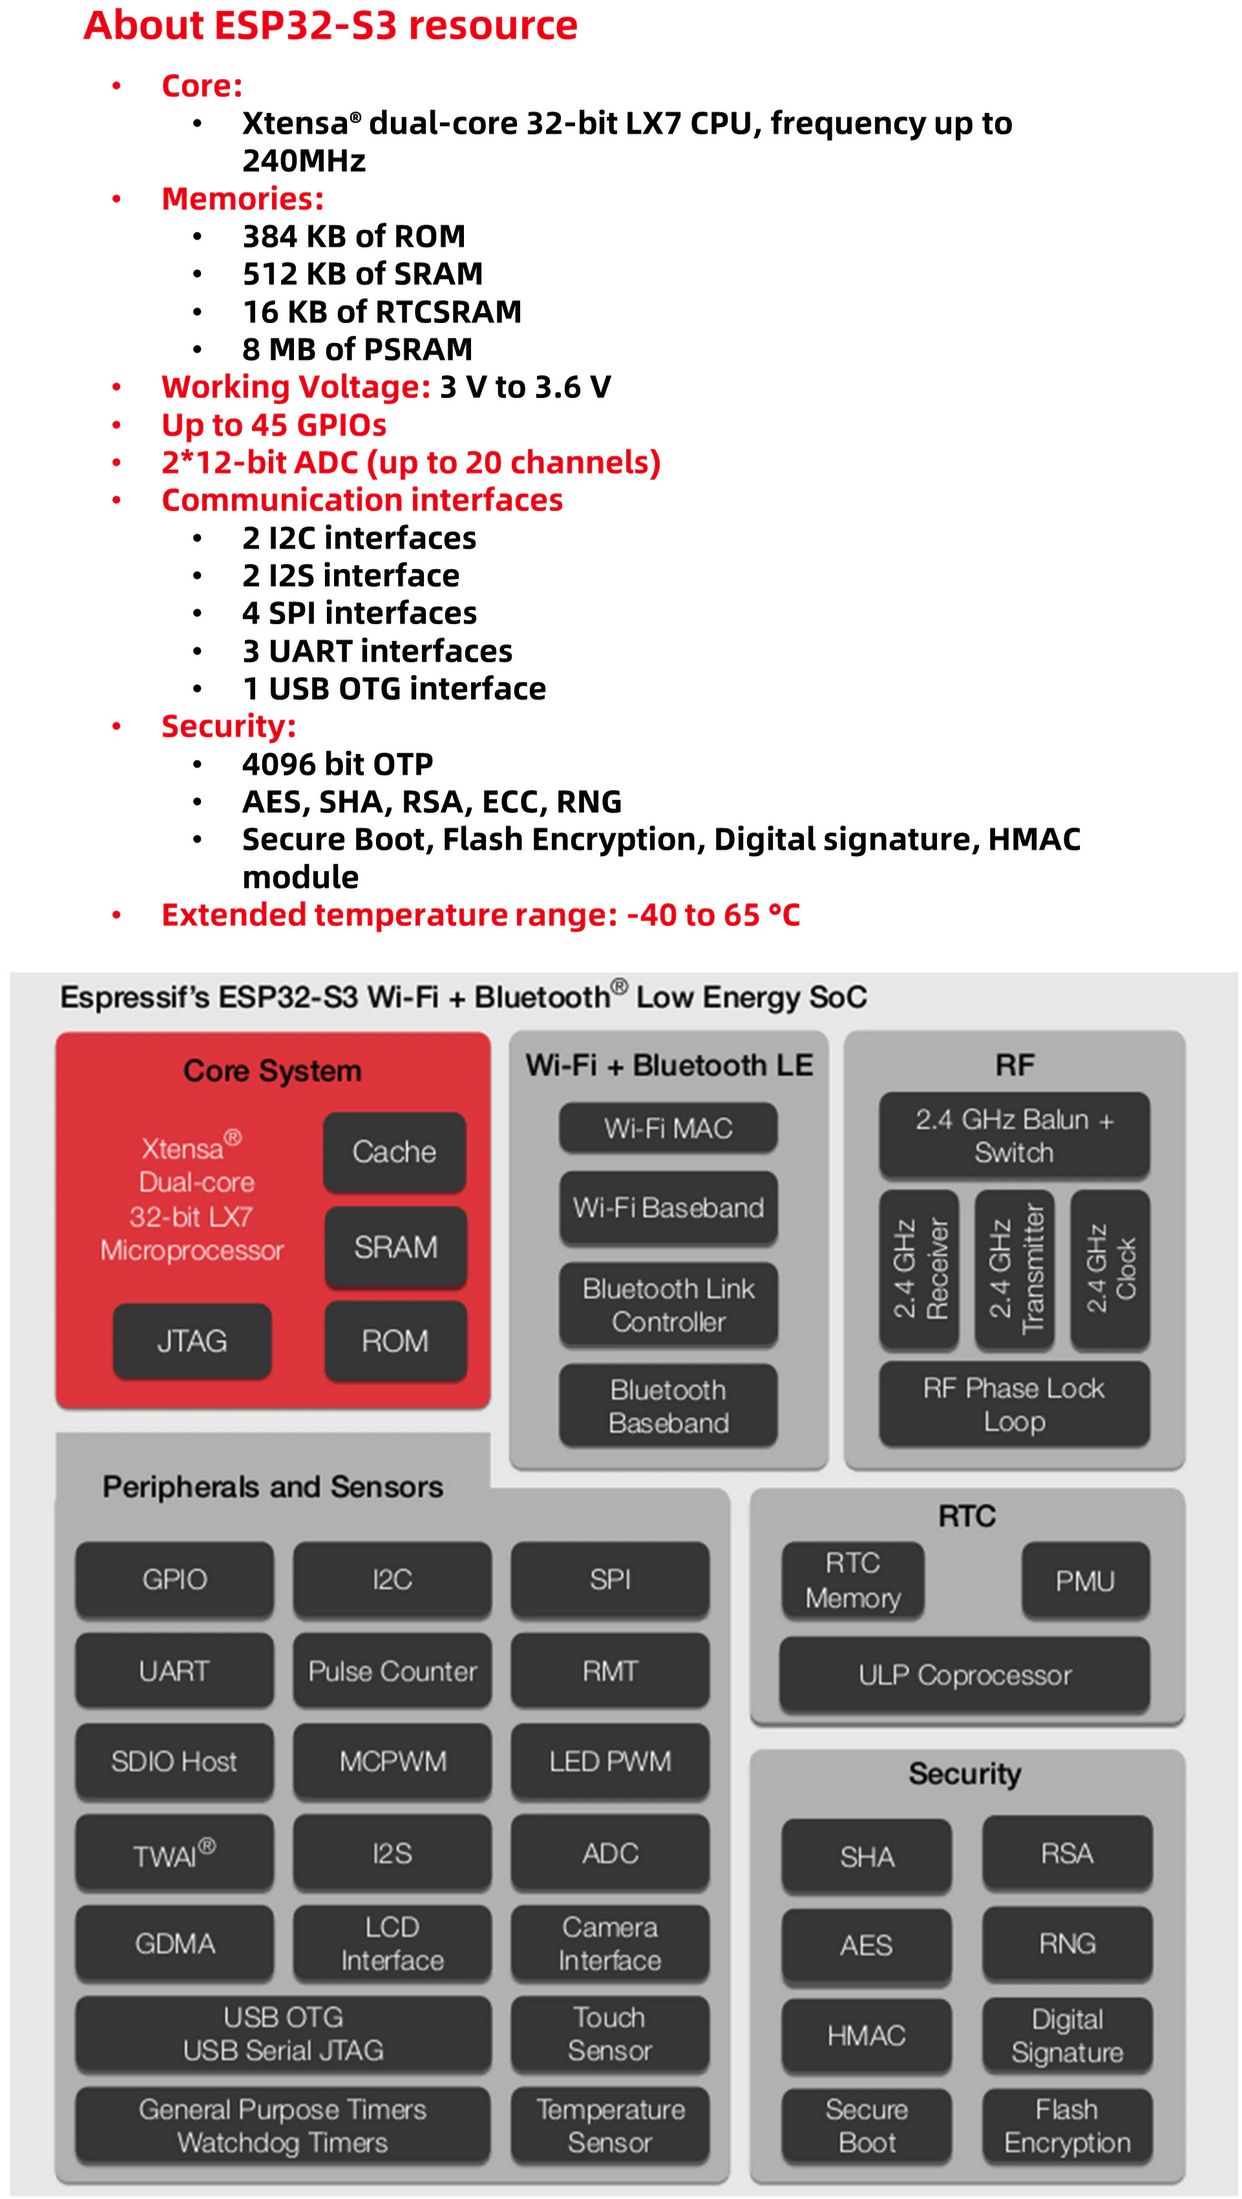 About ESP32-S3 resource
• Core:
• Xtensa® dual-core 32-bit LX7 CPU, frequency up to
240MHz
• Memories:
• 384 KB of ROM
• 512 KB of SRAM
• 16 KB of RTCSRAM
• 8 MB of PSRAM
• Working Voltage: 3 V to 3.6 V
• Up to 45 GPIOs
• 2*12-bit ADC (up to 20 channels)
• Communication interfaces
• 2 I2C interfaces
• 2 I2S interface
• 4 SPI interfaces
• 3 UART interfaces
• 1 USB OTG interface
• Security:
• 4096 bit OTP
• AES, SHA, RSA, ECC, RNG
• Secure Boot, Flash Encryption, Digital signature, HMAC
module
• Extended temperature range: -40 to 65 °C
Espressif's ESP32-S3 Wi-Fi + Bluetooth® Low Energy SoC
Core System
Xtensa®
Dual-core
32-bit LX7
Microprocessor
Cache
SRAM
JTAG
ROM
Wi-Fi + Bluetooth LE
Wi-Fi MAC
Wi-Fi Baseband
Bluetooth Link
Controller
Bluetooth
Baseband
RF
2.4 GHz Balun +
Switch
2.4 GHz
Receiver
2.4 GHz
Transmitter
2.4 GHz
Clock
RF Phase Lock
Loop
Peripherals and Sensors
GPIO
I2C
SPI
UART
Pulse Counter
RMT
SDIO Host
MCPWM
LED PWM
TWAI®
I2S
ADC
GDMA
LCD
Interface
Camera
Interface
USB OTG
USB Serial JTAG
Touch
Sensor
General Purpose Timers
Watchdog Timers
Temperature
Sensor
RTC
RTC
Memory
PMU
ULP Coprocessor
Security
SHA
RSA
AES
RNG
HMAC
Digital
Signature
Secure
Boot
Flash
Encryption